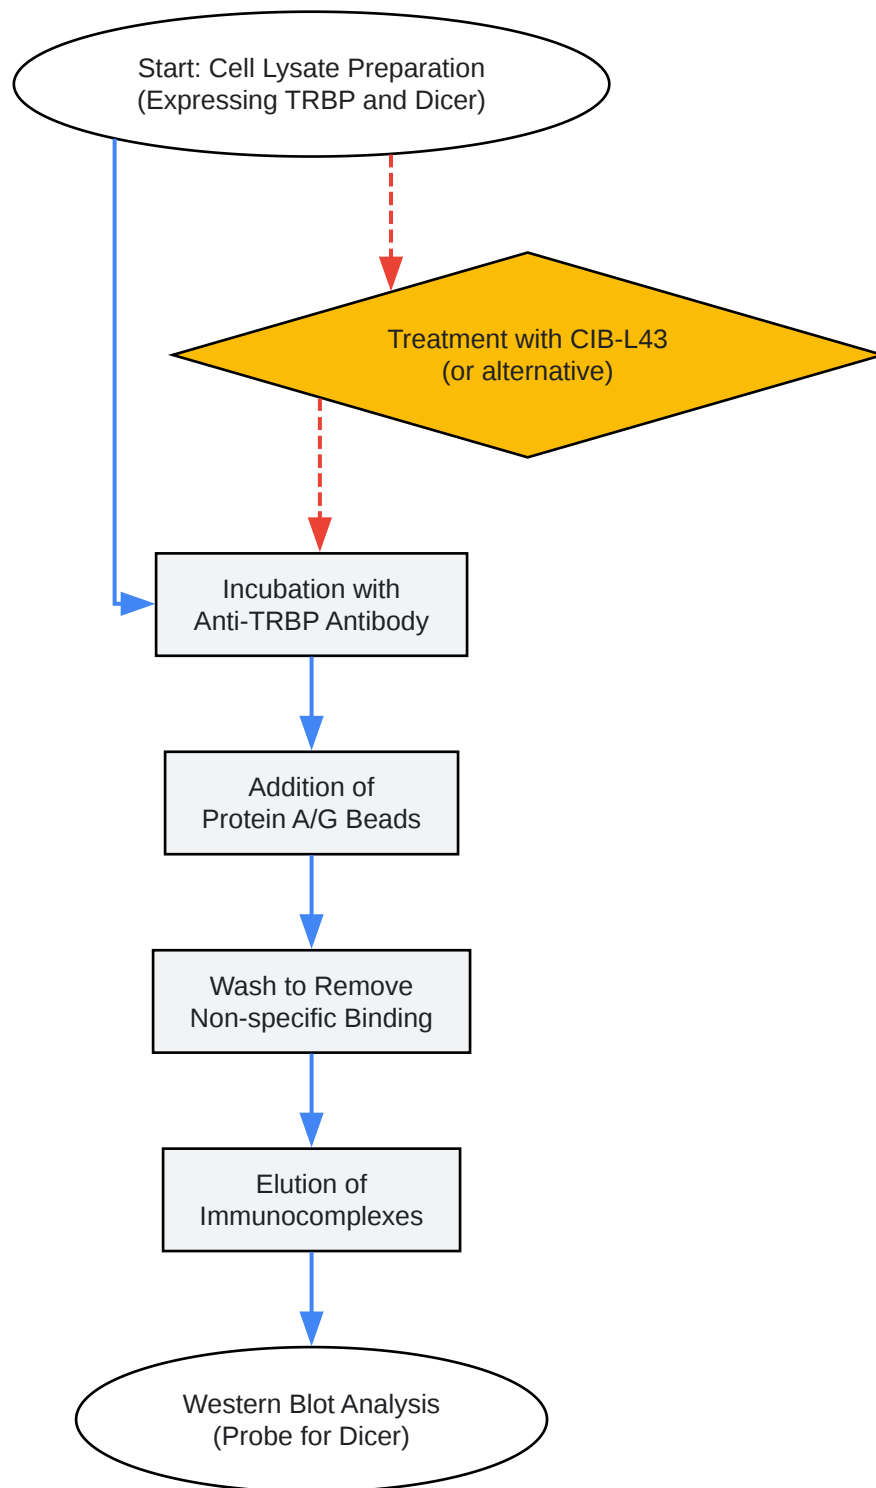 Start: Cell Lysate Preparation
(Expressing TRBP and Dicer)
Treatment with CIB-L43
(or alternative)
Incubation with
Anti-TRBP Antibody
Addition of
Protein A/G Beads
Wash to Remove
Non-specific Binding
Elution of
Immunocomplexes
Western Blot Analysis
(Probe for Dicer)